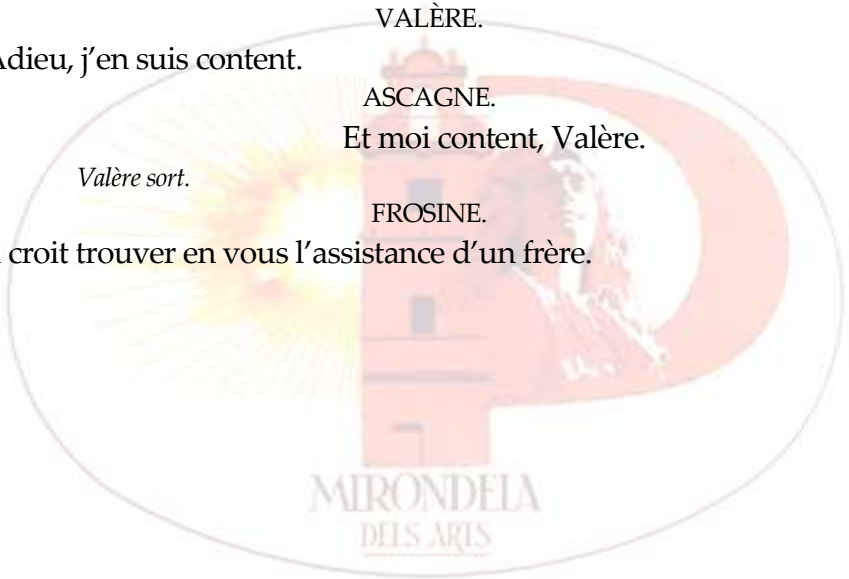 VALÈRE.
Adieu, j’en suis content.
ASCAGNE.
Et moi content, Valère.
Valère sort.
FROSINE.
croit trouver en vous l’assistance d’un frère.
MIRONDELA
DELS ARTS